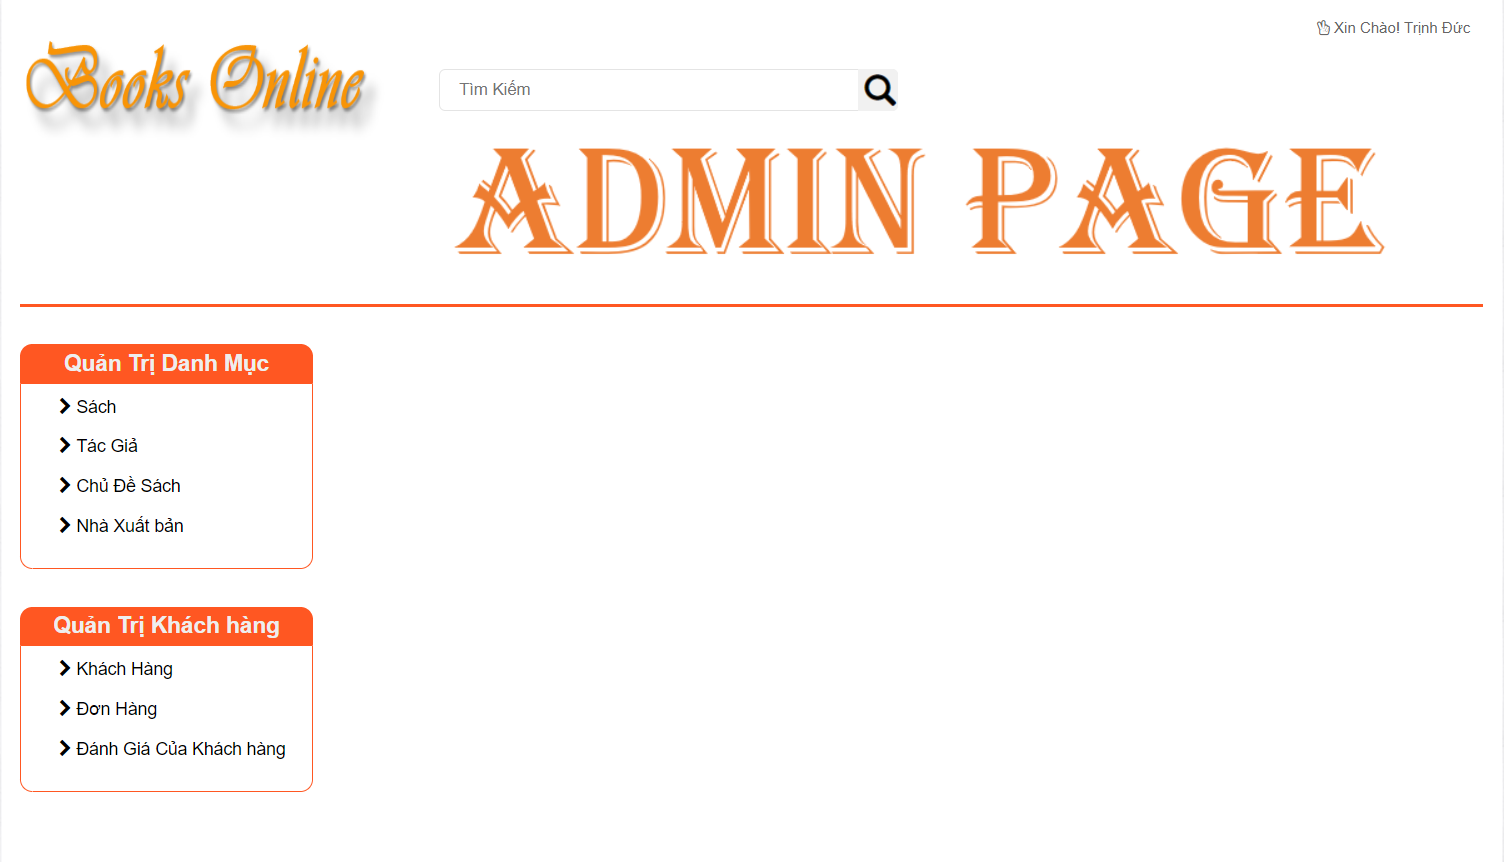 Xin Chào! Trịnh Đức
Books Online
Tìm Kiếm
ADMIN PAGE
Quản Trị Danh Mục
Sách
Tác Giả
Chủ Đề Sách
Nhà Xuất bản
Quản Trị Khách hàng
Khách Hàng
Đơn Hàng
Đánh Giá Của Khách hàng